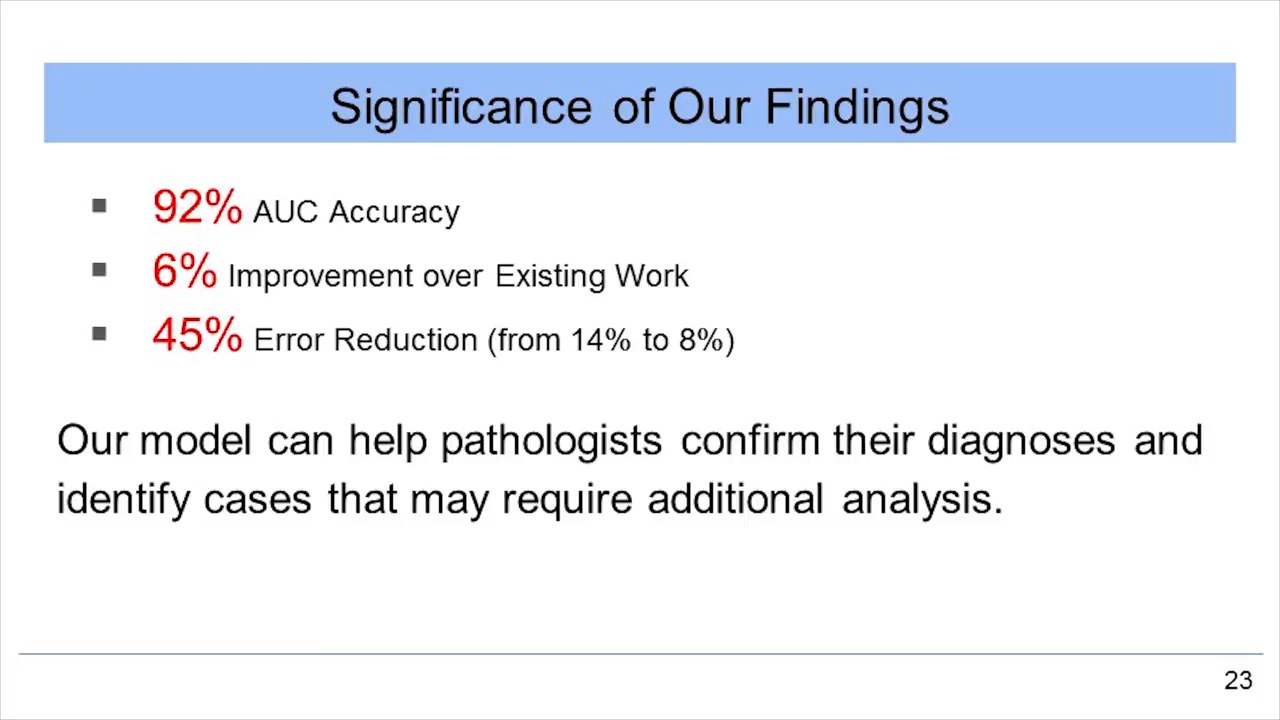 Significance of Our Findings
▪ 92% AUC Accuracy
▪ 6% Improvement over Existing Work
▪ 45% Error Reduction (from 14% to 8%)
Our model can help pathologists confirm their diagnoses and
identify cases that may require additional analysis.
23